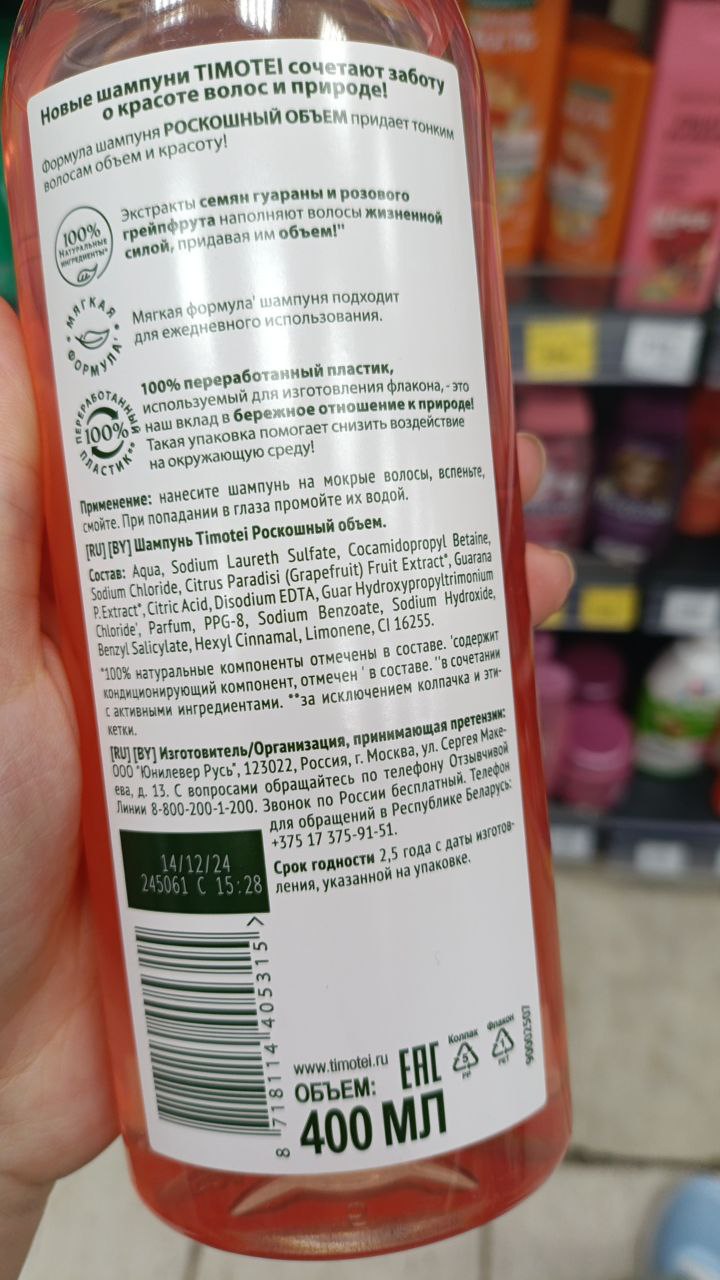 Новые шампуни TIMOTEI сочетают заботу
о красоте волос и природе!
Формула шампуня РОСКОШНЫЙ ОБЪЕМ придает тонким
волосам объем и красоту!
100%
НАТУРАЛЬНЫЕ
ИНГРЕДИЕНТЫ*
Экстракты семян гуараны и розового
грейпфрута наполняют волосы жизненной
силой, придавая им объем!"
МЯГКАЯ ФОРМУЛА'
Мягкая формула' шампуня подходит
для ежедневного использования.
ПЕРЕРАБОТАННЫЙ
100%
ПЛАСТИК**
100% переработанный пластик,
используемый для изготовления флакона, - это
наш вклад в бережное отношение к природе!
Такая упаковка помогает снизить воздействие
на окружающую среду!
Применение: нанесите шампунь на мокрые волосы, вспеньте,
смойте. При попадании в глаза промойте их водой.
[RU] [BY] Шампунь Timotei Роскошный объем.
Состав: Aqua, Sodium Laureth Sulfate, Cocamidopropyl Betaine,
Sodium Chloride, Citrus Paradisi (Grapefruit) Fruit Extract*, Guarana
P.Extract*, Citric Acid, Disodium EDTA, Guar Hydroxypropyltrimonium
Chloride', Parfum, PPG-8, Sodium Benzoate, Sodium Hydroxide,
Benzyl Salicylate, Hexyl Cinnamal, Limonene, CI 16255.
*100% натуральные компоненты отмечены в составе. 'содержит
кондиционирующий компонент, отмечен ' в составе. "в сочетании
с активными ингредиентами. **за исключением колпачка и эти-
кетки.
[RU] [BY] Изготовитель/Организация, принимающая претензии:
ООО "Юнилевер Русь", 123022, Россия, г. Москва, ул. Сергея Маке-
ева, д. 13. С вопросами обращайтесь по телефону Отзывчивой
Линии 8-800-200-1-200. Звонок по России бесплатный. Телефон
для обращений в Республике Беларусь:
+375 17 375-91-51.
14/12/24
245061 C 15:28
Срок годности 2,5 года с даты изготов-
ления, указанной на упаковке.
8 718114 405315 >
www.timotei.ru
ОБЪЕМ:
400 МЛ
EAC
Колпак
5
PP
Флакон
1
PET
90002507